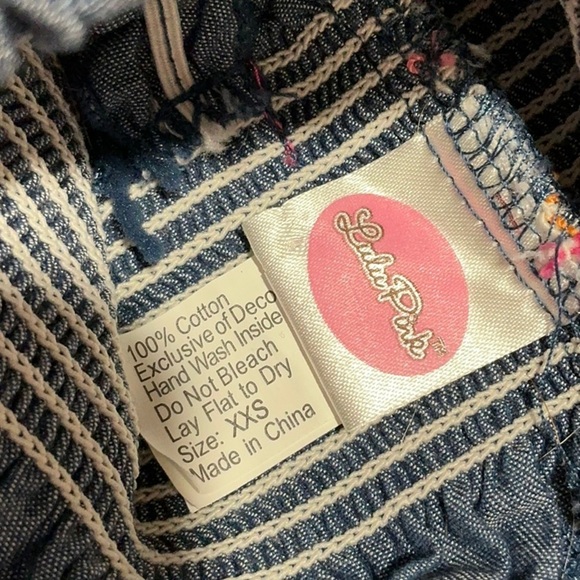 Lulu Pink™
100% Cotton
Exclusive of Deco
Hand Wash Inside
Do Not Bleach
Lay Flat to Dry
Size: XXS
Made in China